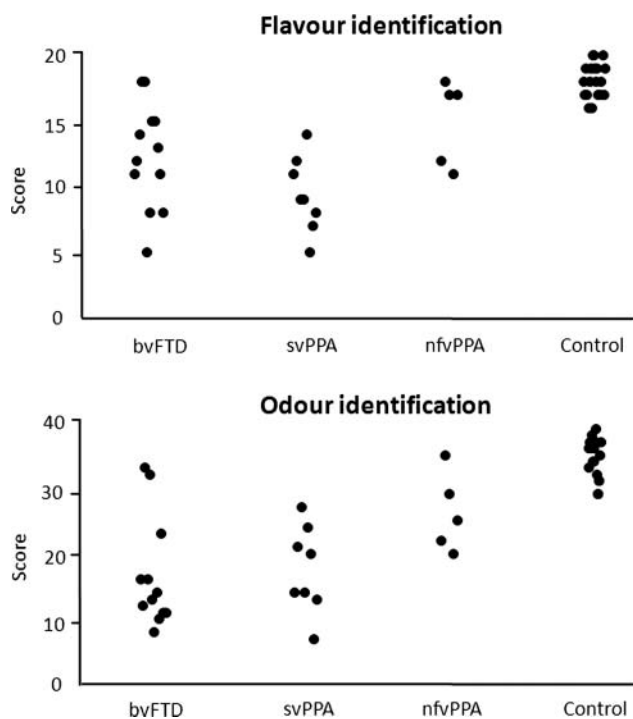 Flavour identification
20
15
10
5
0
Score
bvFTD svPPA nfvPPA Control
Odour identification
40
30
20
10
0
Score
bvFTD svPPA nfvPPA Control